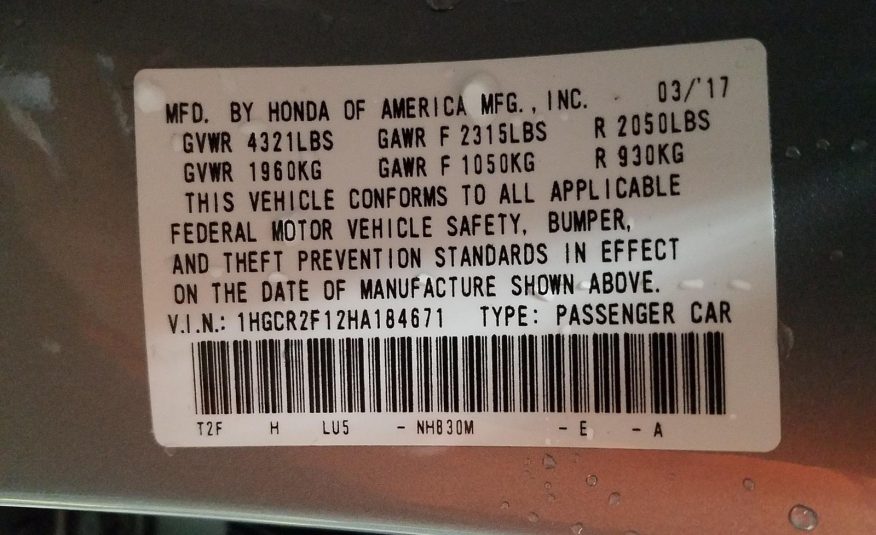 MFD. BY HONDA OF AMERICA MFG., INC. 03/'17
GVWR 4321LBS GAWR F 2315LBS R 2050LBS
GVWR 1960KG GAWR F 1050KG R 930KG
THIS VEHICLE CONFORMS TO ALL APPLICABLE
FEDERAL MOTOR VEHICLE SAFETY, BUMPER,
AND THEFT PREVENTION STANDARDS IN EFFECT
ON THE DATE OF MANUFACTURE SHOWN ABOVE.
V.I.N.: 1HGCR2F12HA184671 TYPE: PASSENGER CAR
T2F H LU5 - NH830M - E - A